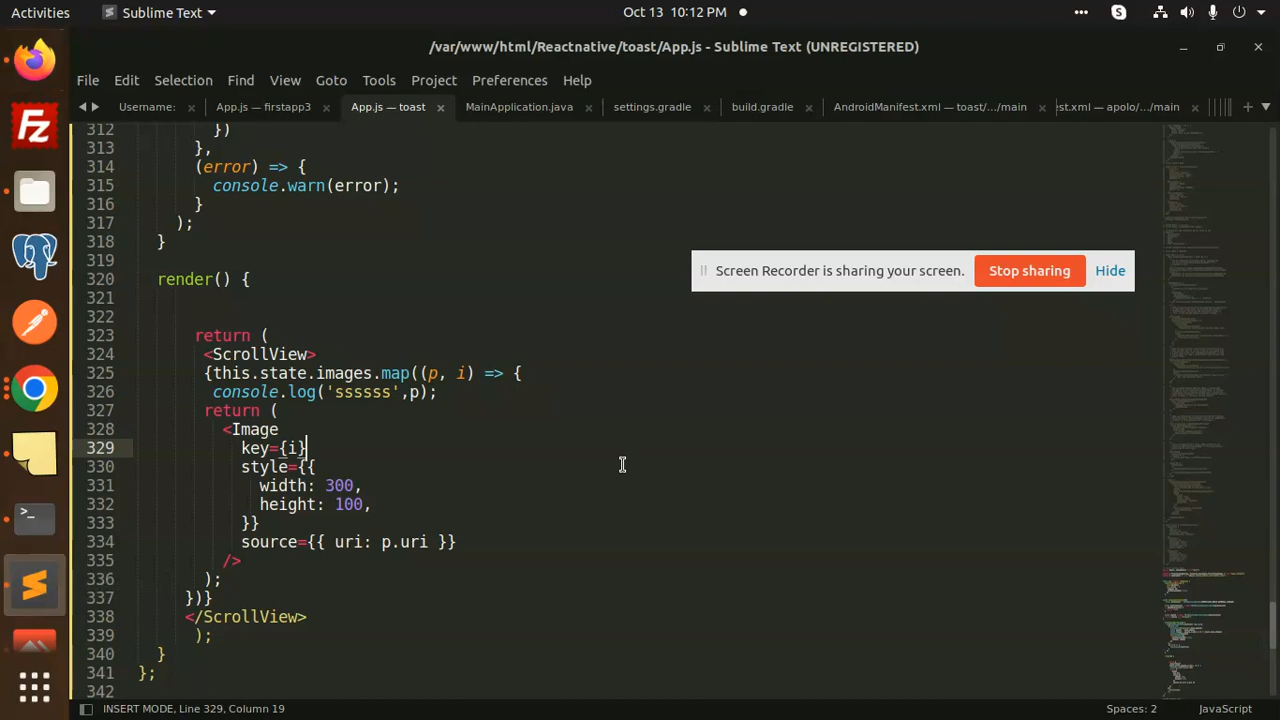 Activities
Sublime Text
Oct 13 10:12 PM
/var/www/html/Reactnative/toast/App.js - Sublime Text (UNREGISTERED)
File Edit Selection Find View Goto Tools Project Preferences Help
Username: App.js — firstapp3 App.js — toast MainApplication.java settings.gradle build.gradle AndroidManifest.xml — toast/.../main est.xml — apolo/.../main
312 })
313 },
314 (error) => {
315 console.warn(error);
316 }
317 );
318 }
319
320 render() {
321
322
323 return (
324 <ScrollView>
325 {this.state.images.map((p, i) => {
326 console.log('ssssss',p);
327 return (
328 <Image
329 key={i}
330 style={{
331 width: 300,
332 height: 100,
333 }}
334 source={{ uri: p.uri }}
335 />
336 );
337 })}
338 </ScrollView>
339 );
340 }
341 };
342
Screen Recorder is sharing your screen. Stop sharing Hide
INSERT MODE, Line 329, Column 19
Spaces: 2
JavaScript